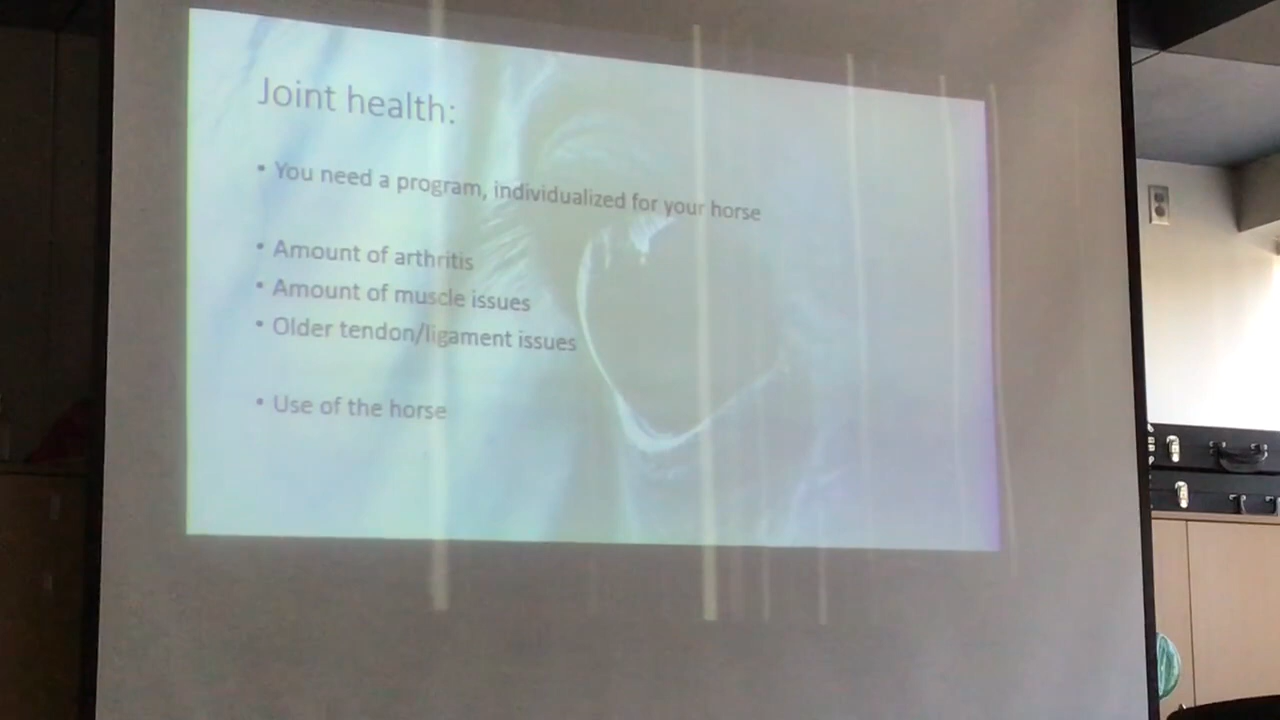 Joint health:
• You need a program, individualized for your horse
• Amount of arthritis
• Amount of muscle issues
• Older tendon/ligament issues
• Use of the horse